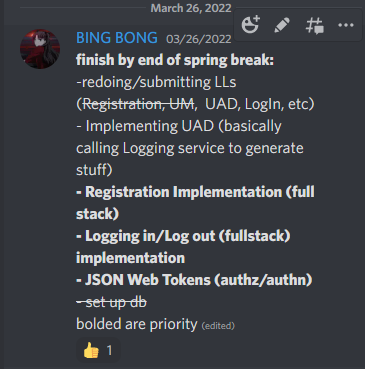 March 26, 2022
BING BONG 03/26/2022
finish by end of spring break:
-redoing/submitting LLs
(Registration, UM, UAD, LogIn, etc)
- Implementing UAD (basically
calling Logging service to generate
stuff)
- Registration Implementation (full
stack)
- Logging in/Log out (fullstack)
implementation
- JSON Web Tokens (authz/authn)
- set up db
bolded are priority (edited)
1